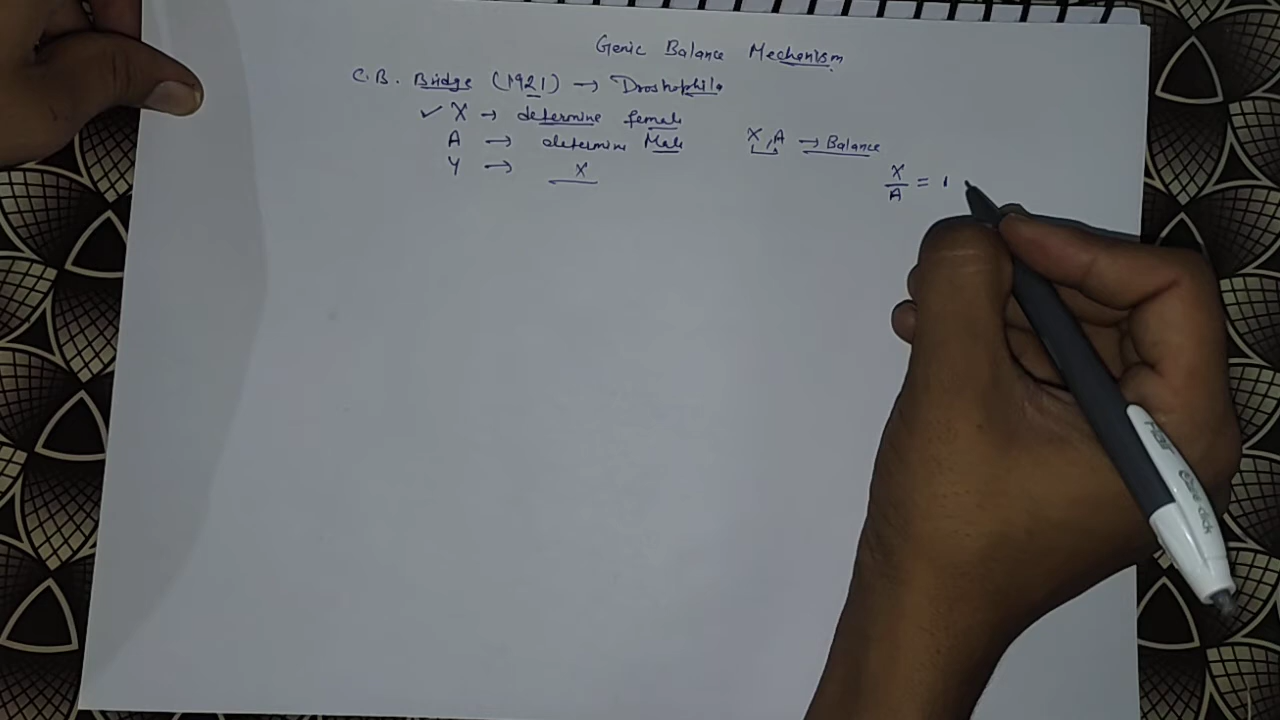 Genic Balance Mechanism
C.B. Bridge (1921) → Drosophila
✓ X → determine female
A → determine Male
X, A → Balance
Y → X
X/A = 1